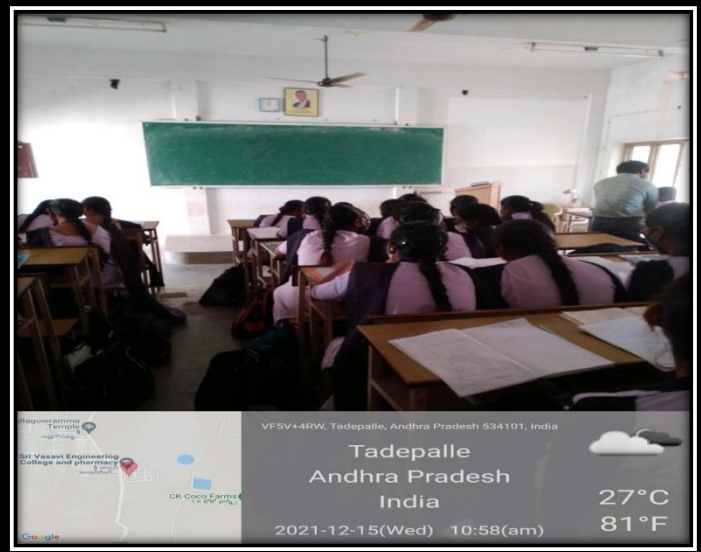 VF5V+4RW, Tadepalle, Andhra Pradesh 534101, India
Tadepalle
Andhra Pradesh
India
2021-12-15(Wed) 10:58(am)
27°C
81°F
llagowramma
Temple
Sri Vasavi Engineering
College and pharmacy
CK Coco Farms
Google